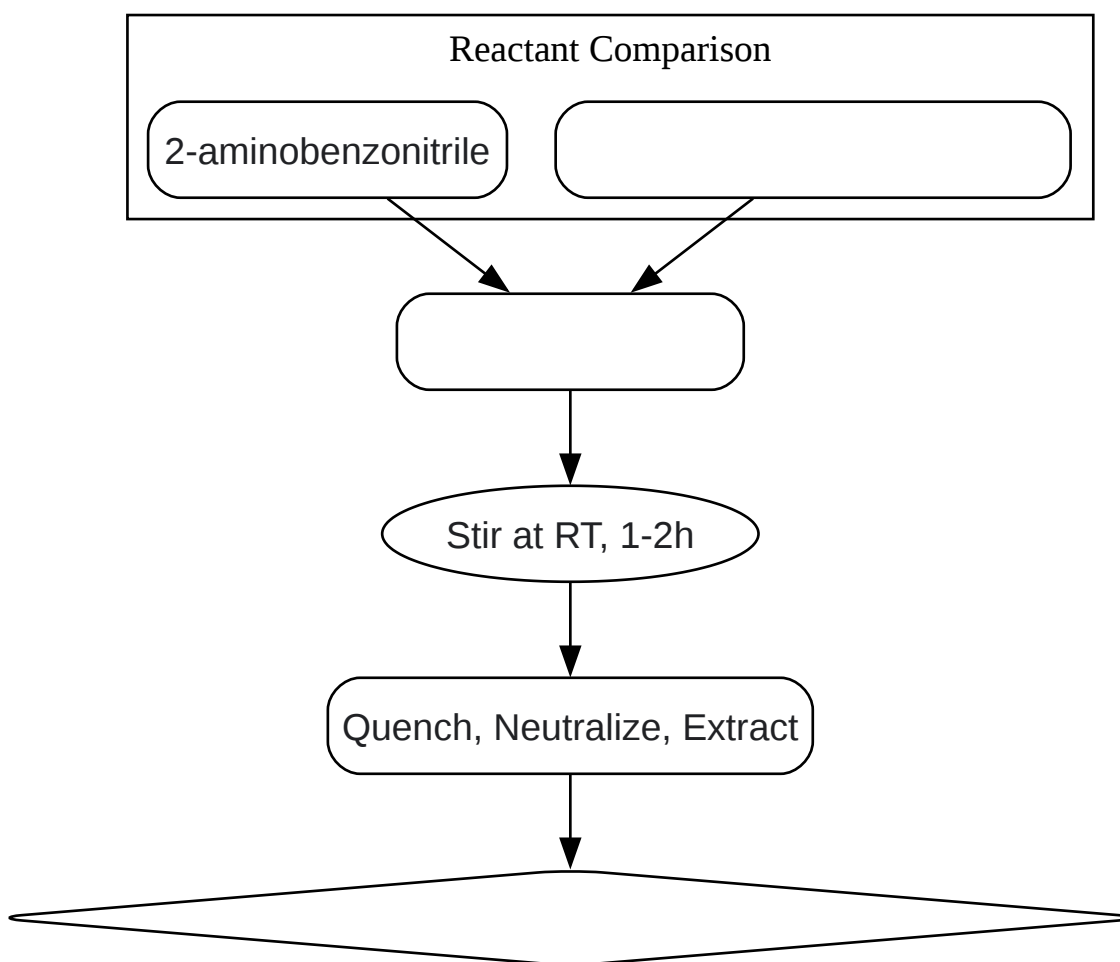 Reactant Comparison
2-aminobenzonitrile
Stir at RT, 1-2h
Quench, Neutralize, Extract